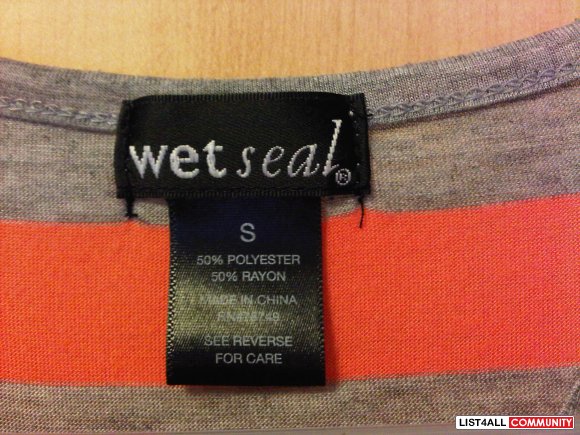 wet seal®
S
50% POLYESTER
50% RAYON
MADE IN CHINA
SEE REVERSE
FOR CARE
LIST4ALL COMMUNITY